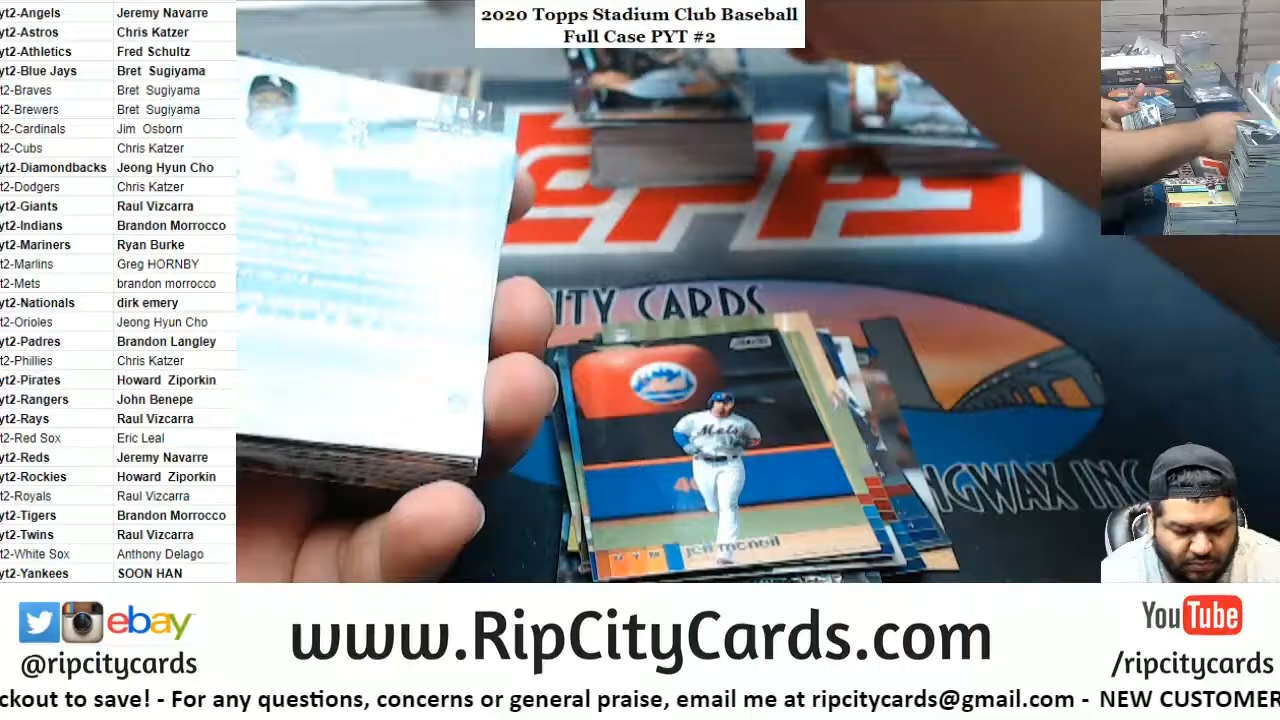 2020 Topps Stadium Club Baseball
Full Case PYT #2
yt2-Angels Jeremy Navarre
yt2-Astros Chris Katzer
yt2-Athletics Fred Schultz
yt2-Blue Jays Bret Sugiyama
t2-Braves Bret Sugiyama
t2-Brewers Bret Sugiyama
t2-Cardinals Jim Osborn
t2-Cubs Chris Katzer
yt2-Diamondbacks Jeong Hyun Cho
t2-Dodgers Chris Katzer
yt2-Giants Raul Vizcarra
yt2-Indians Brandon Morrocco
yt2-Mariners Ryan Burke
t2-Marlins Greg HORNBY
t2-Mets brandon morrocco
yt2-Nationals dirk emery
t2-Orioles Jeong Hyun Cho
yt2-Padres Brandon Langley
t2-Phillies Chris Katzer
yt2-Pirates Howard Ziporkin
yt2-Rangers John Benepe
yt2-Rays Raul Vizcarra
t2-Red Sox Eric Leal
yt2-Reds Jeremy Navarre
yt2-Rockies Howard Ziporkin
t2-Royals Raul Vizcarra
yt2-Tigers Brandon Morrocco
yt2-Twins Raul Vizcarra
t2-White Sox Anthony Delago
yt2-Yankees SOON HAN
ITY CARDS
NGWAX INC
Mets
Mets
jeff mcneil
ebay
@ripcitycards
www.RipCityCards.com
YouTube
/ripcitycards
ckout to save! - For any questions, concerns or general praise, email me at ripcitycards@gmail.com - NEW CUSTOMER